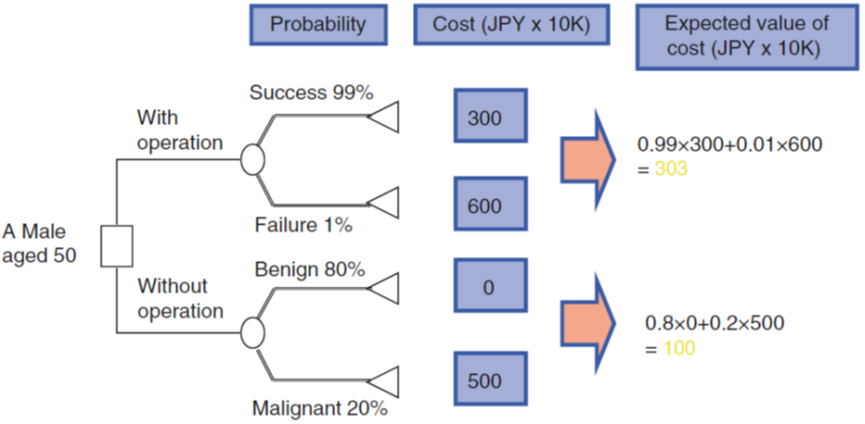 Probability
Cost (JPY x 10K)
Expected value of
cost (JPY x 10K)
Success 99%
With
operation
300
0.99×300+0.01×600
= 303
600
Failure 1%
A Male
aged 50
Benign 80%
Without
operation
0
0.8×0+0.2×500
= 100
500
Malignant 20%